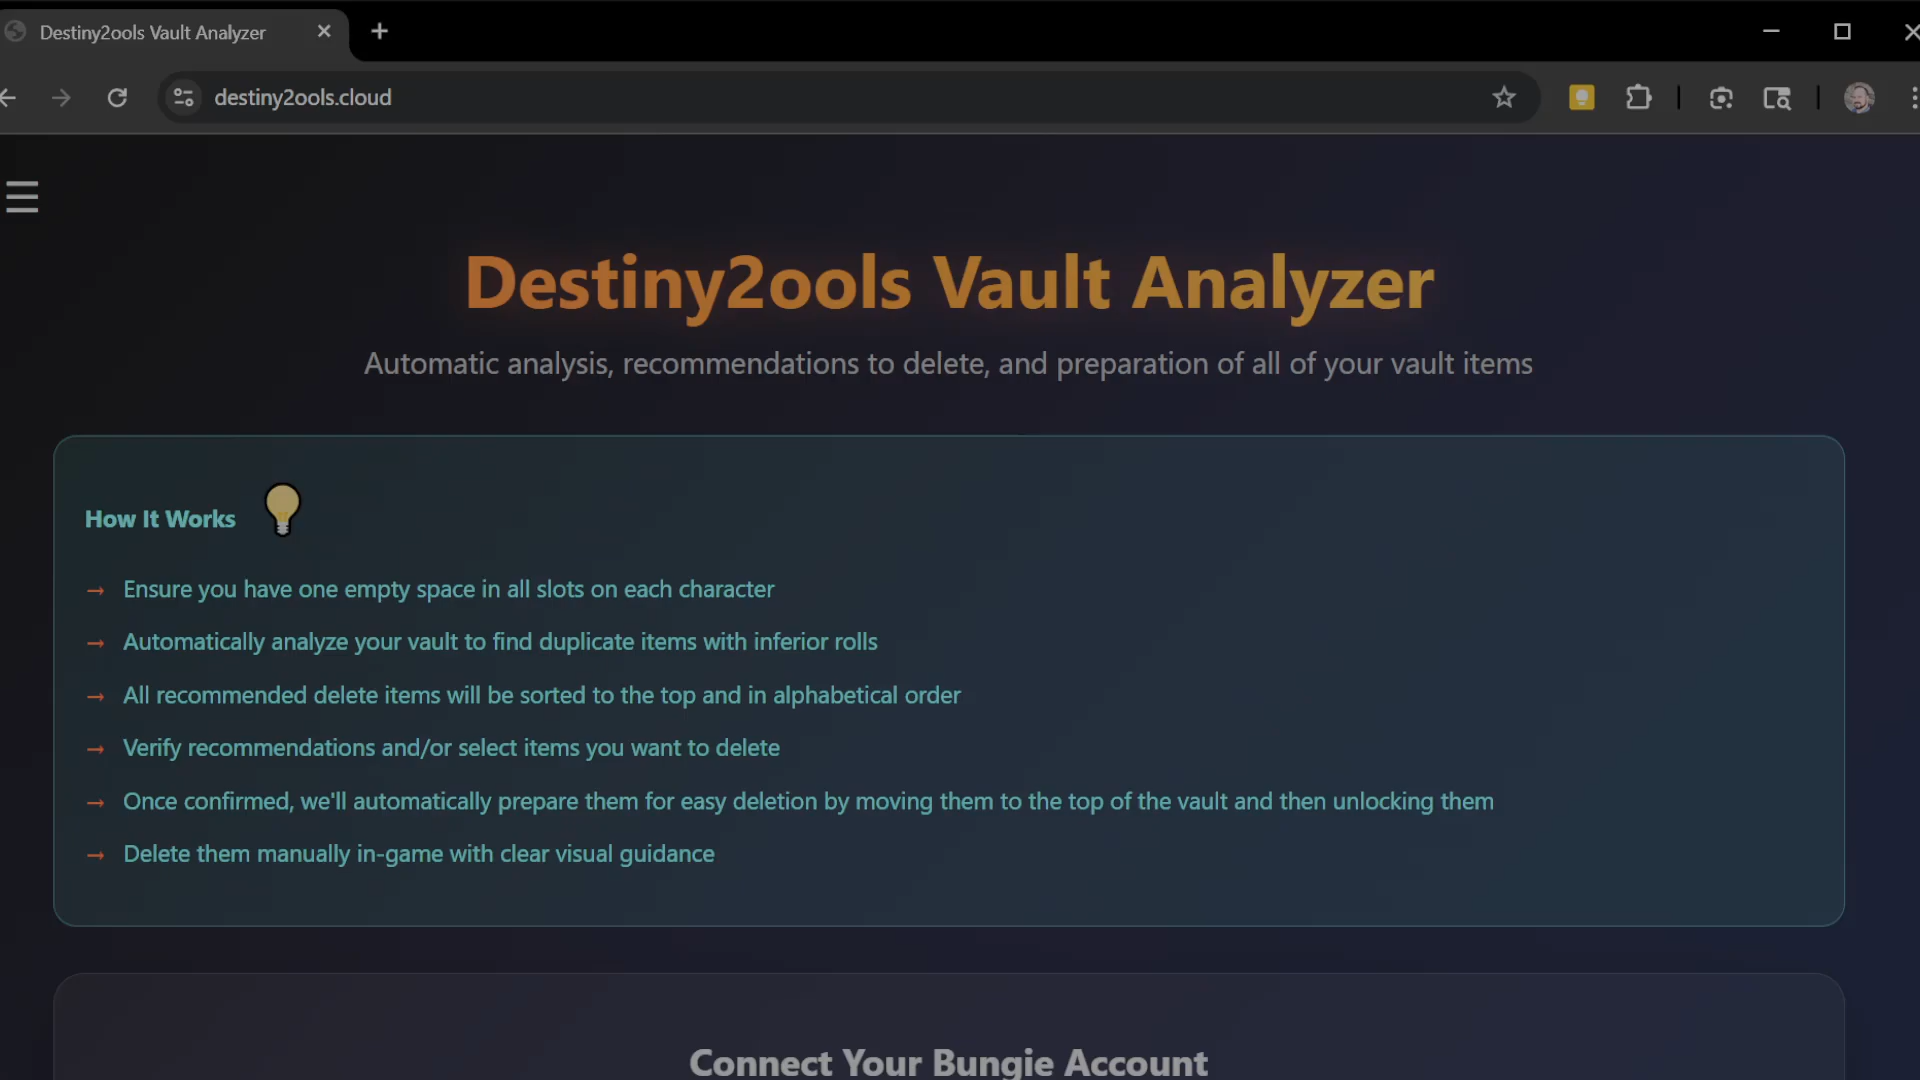 Destiny2ools Vault Analyzer
destiny2ools.cloud
Destiny2ools Vault Analyzer
Automatic analysis, recommendations to delete, and preparation of all of your vault items
How It Works
→ Ensure you have one empty space in all slots on each character
→ Automatically analyze your vault to find duplicate items with inferior rolls
→ All recommended delete items will be sorted to the top and in alphabetical order
→ Verify recommendations and/or select items you want to delete
→ Once confirmed, we'll automatically prepare them for easy deletion by moving them to the top of the vault and then unlocking them
→ Delete them manually in-game with clear visual guidance
Connect Your Bungie Account